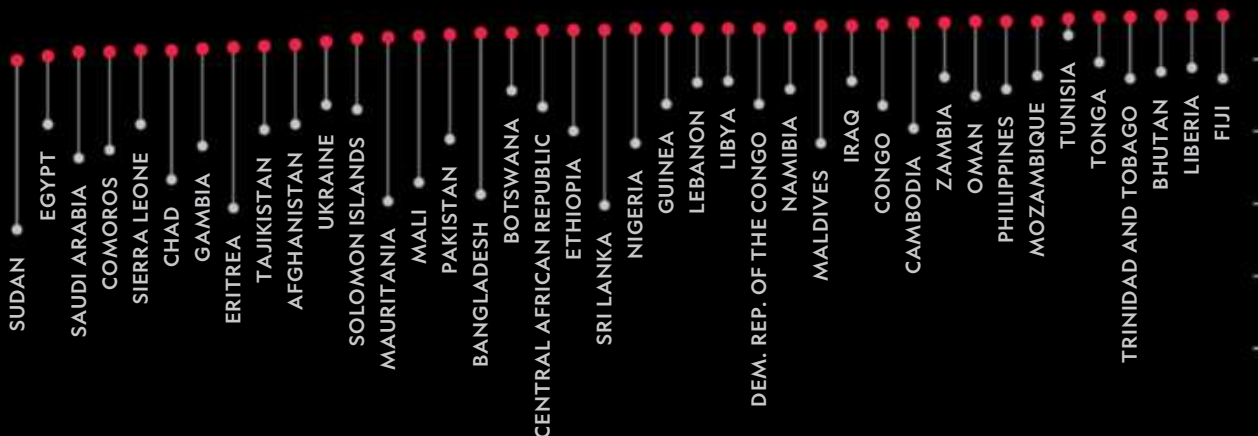 SUDAN
EGYPT
SAUDI ARABIA
COMOROS
SIERRA LEONE
CHAD
GAMBIA
ERITREA
TAJIKISTAN
AFGHANISTAN
UKRAINE
SOLOMON ISLANDS
MAURITANIA
MALI
PAKISTAN
BANGLADESH
BOTSWANA
CENTRAL AFRICAN REPUBLIC
ETHIOPIA
SRI LANKA
NIGERIA
GUINEA
LEBANON
LIBYA
DEM. REP. OF THE CONGO
NAMIBIA
MALDIVES
IRAQ
CONGO
CAMBODIA
ZAMBIA
OMAN
PHILIPPINES
MOZAMBIQUE
TUNISIA
TONGA
TRINIDAD AND TOBAGO
BHUTAN
LIBERIA
FIJI